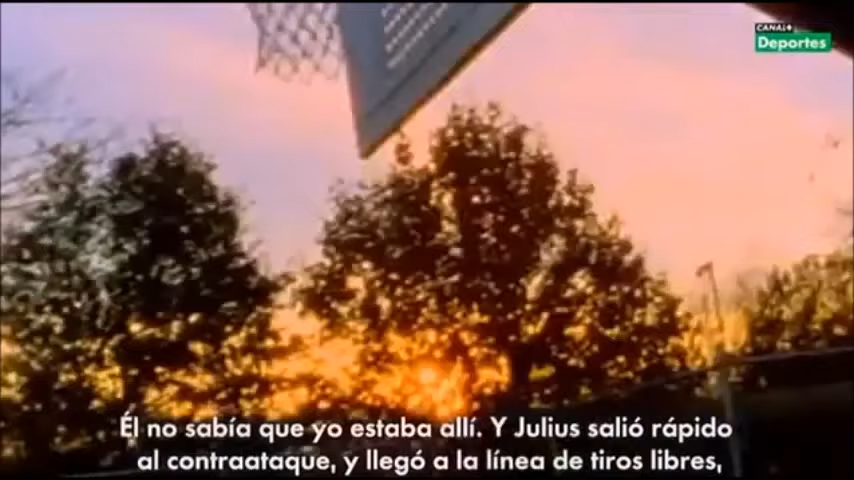 CANAL+
Deportes
Él no sabía que yo estaba allí. Y Julius salió rápido
al contraataque, y llegó a la línea de tiros libres,